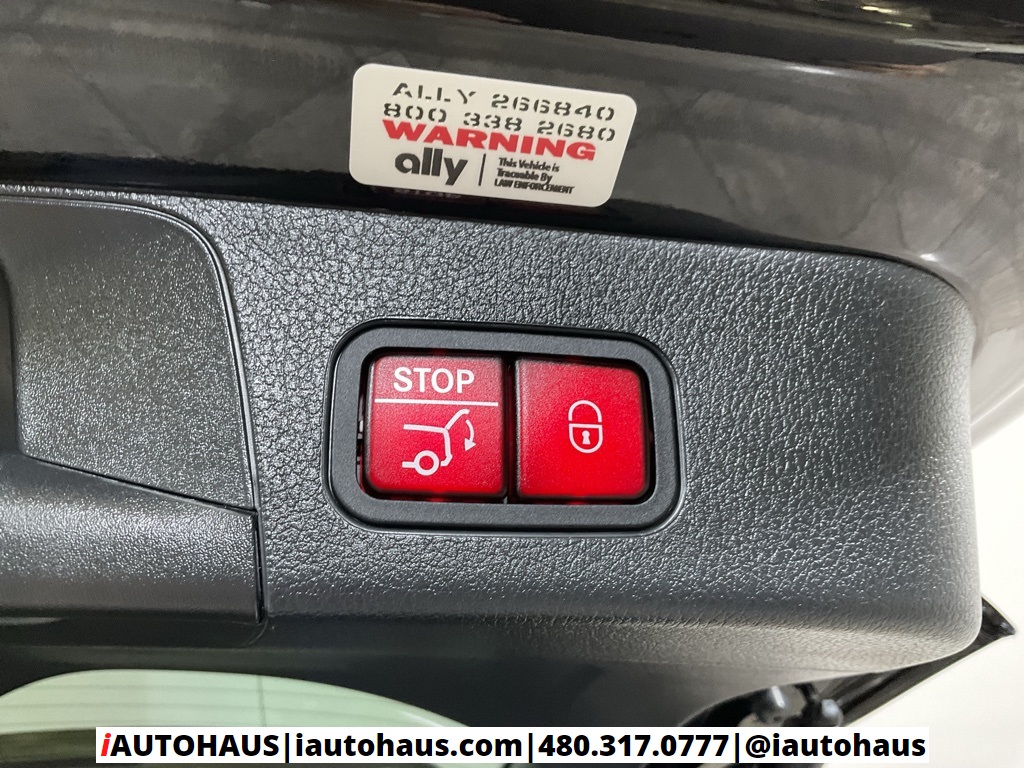 ALLY 266840
800 338 2680
WARNING
ally
This Vehicle is
Traceable By
LAW ENFORCEMENT
STOP
iAUTOHAUS|iautohaus.com|480.317.0777|@iautohaus